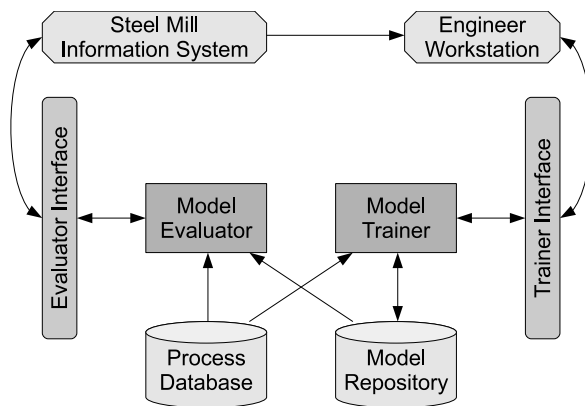 Steel Mill
Information System
Engineer
Workstation
Evaluator Interface
Model
Evaluator
Model
Trainer
Trainer Interface
Process
Database
Model
Repository